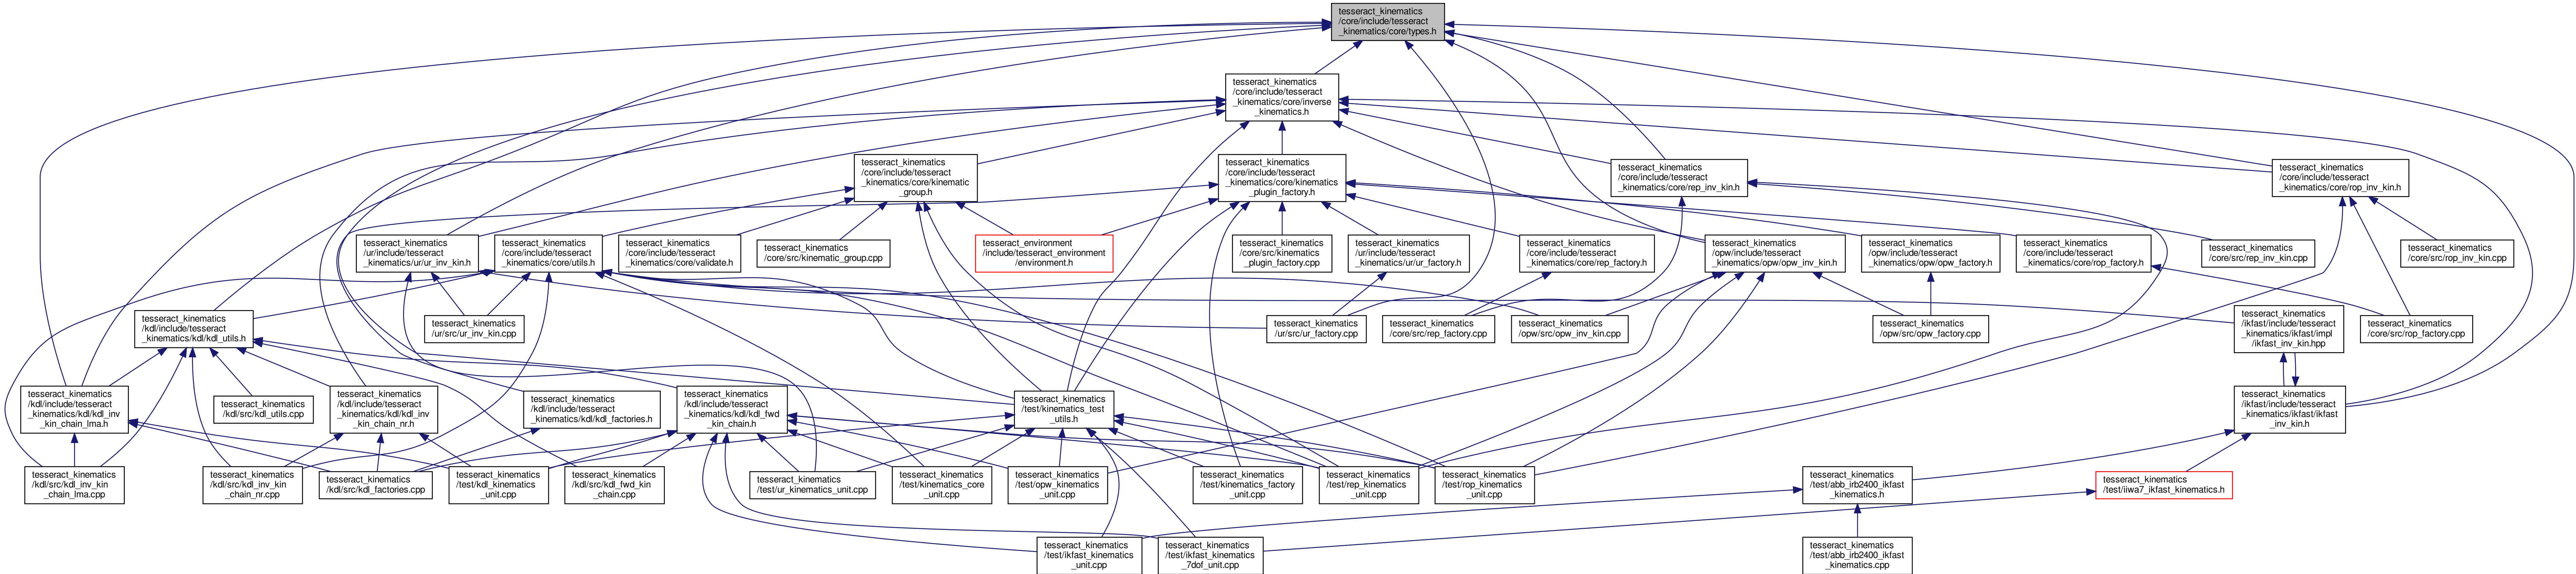 tesseract_kinematics
/core/include/tesseract
_kinematics/core/types.h
tesseract_kinematics
/core/include/tesseract
_kinematics/core/inverse
_kinematics.h
tesseract_kinematics
/core/include/tesseract
_kinematics/core/kinematic
_group.h
tesseract_kinematics
/core/include/tesseract
_kinematics/core/kinematics
_plugin_factory.h
tesseract_kinematics
/core/include/tesseract
_kinematics/core/rep_inv_kin.h
tesseract_kinematics
/core/include/tesseract
_kinematics/core/rop_inv_kin.h
tesseract_kinematics
/ur/include/tesseract
_kinematics/ur/ur_inv_kin.h
tesseract_kinematics
/core/include/tesseract
_kinematics/core/utils.h
tesseract_kinematics
/core/include/tesseract
_kinematics/core/validate.h
tesseract_kinematics
/core/src/kinematic_group.cpp
tesseract_environment
/include/tesseract_environment
/environment.h
tesseract_kinematics
/core/src/kinematics
_plugin_factory.cpp
tesseract_kinematics
/ur/include/tesseract
_kinematics/ur/ur_factory.h
tesseract_kinematics
/core/include/tesseract
_kinematics/core/rep_factory.h
tesseract_kinematics
/opw/include/tesseract
_kinematics/opw/opw_inv_kin.h
tesseract_kinematics
/opw/include/tesseract
_kinematics/opw/opw_factory.h
tesseract_kinematics
/core/include/tesseract
_kinematics/core/rop_factory.h
tesseract_kinematics
/core/src/rep_inv_kin.cpp
tesseract_kinematics
/core/src/rop_inv_kin.cpp
tesseract_kinematics
/kdl/include/tesseract
_kinematics/kdl/kdl_utils.h
tesseract_kinematics
/ur/src/ur_inv_kin.cpp
tesseract_kinematics
/ur/src/ur_factory.cpp
tesseract_kinematics
/core/src/rep_factory.cpp
tesseract_kinematics
/opw/src/opw_inv_kin.cpp
tesseract_kinematics
/opw/src/opw_factory.cpp
tesseract_kinematics
/ikfast/include/tesseract
_kinematics/ikfast/impl
/ikfast_inv_kin.hpp
tesseract_kinematics
/core/src/rop_factory.cpp
tesseract_kinematics
/kdl/include/tesseract
_kinematics/kdl/kdl_inv
_kin_chain_lma.h
tesseract_kinematics
/kdl/src/kdl_utils.cpp
tesseract_kinematics
/kdl/include/tesseract
_kinematics/kdl/kdl_inv
_kin_chain_nr.h
tesseract_kinematics
/kdl/include/tesseract
_kinematics/kdl/kdl_factories.h
tesseract_kinematics
/kdl/include/tesseract
_kinematics/kdl/kdl_fwd
_kin_chain.h
tesseract_kinematics
/test/kinematics_test
_utils.h
tesseract_kinematics
/ikfast/include/tesseract
_kinematics/ikfast/ikfast
_inv_kin.h
tesseract_kinematics
/kdl/src/kdl_inv_kin
_chain_lma.cpp
tesseract_kinematics
/kdl/src/kdl_inv_kin
_chain_nr.cpp
tesseract_kinematics
/kdl/src/kdl_factories.cpp
tesseract_kinematics
/test/kdl_kinematics
_unit.cpp
tesseract_kinematics
/kdl/src/kdl_fwd_kin
_chain.cpp
tesseract_kinematics
/test/ur_kinematics_unit.cpp
tesseract_kinematics
/test/kinematics_core
_unit.cpp
tesseract_kinematics
/test/opw_kinematics
_unit.cpp
tesseract_kinematics
/test/kinematics_factory
_unit.cpp
tesseract_kinematics
/test/rep_kinematics
_unit.cpp
tesseract_kinematics
/test/rop_kinematics
_unit.cpp
tesseract_kinematics
/test/abb_irb2400_ikfast
_kinematics.h
tesseract_kinematics
/test/iiwa7_ikfast_kinematics.h
tesseract_kinematics
/test/ikfast_kinematics
_unit.cpp
tesseract_kinematics
/test/ikfast_kinematics
_7dof_unit.cpp
tesseract_kinematics
/test/abb_irb2400_ikfast
_kinematics.cpp